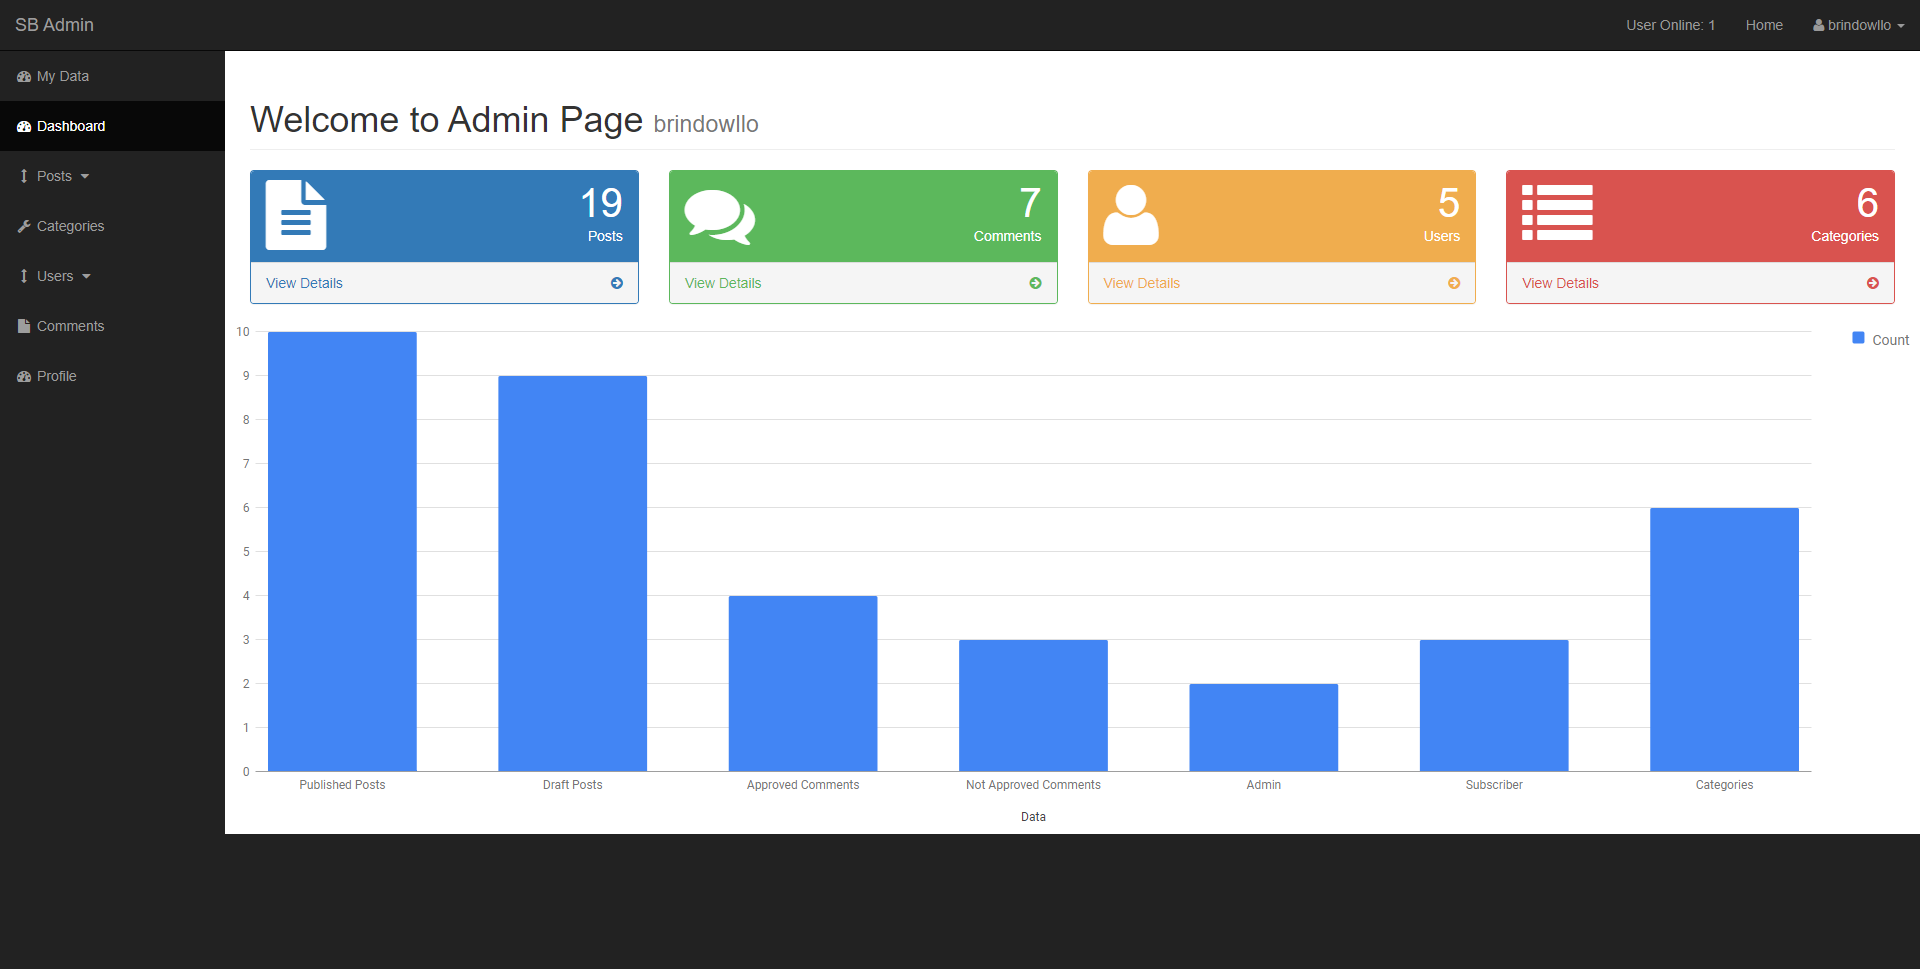 SB Admin
User Online: 1 Home brindowllo
My Data
Dashboard
Posts
Categories
Users
Comments
Profile
Welcome to Admin Page brindowllo
19
Posts
View Details
7
Comments
View Details
5
Users
View Details
6
Categories
View Details
10
9
8
7
6
5
4
3
2
1
0
Published Posts Draft Posts Approved Comments Not Approved Comments Admin Subscriber Categories
Data
Count